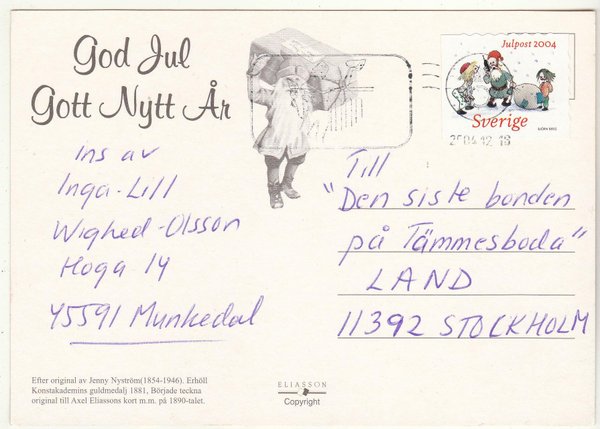 God Jul
Gott Nytt År
Ins av
Inga-Lill
Wighed-Olsson
Hoga 14
45591 Munkedal
Julpost 2004
Sverige
Till
"Den siste bonden
på Tämmesboda"
LAND
11392 STOCKHOLM
Efter original av Jenny Nyström(1854-1946). Erhöll
Konstakademins guldmedalj 1881, Började teckna
original till Axel Eliassons kort m.m. på 1890-talet.
ELIASSON
Copyright